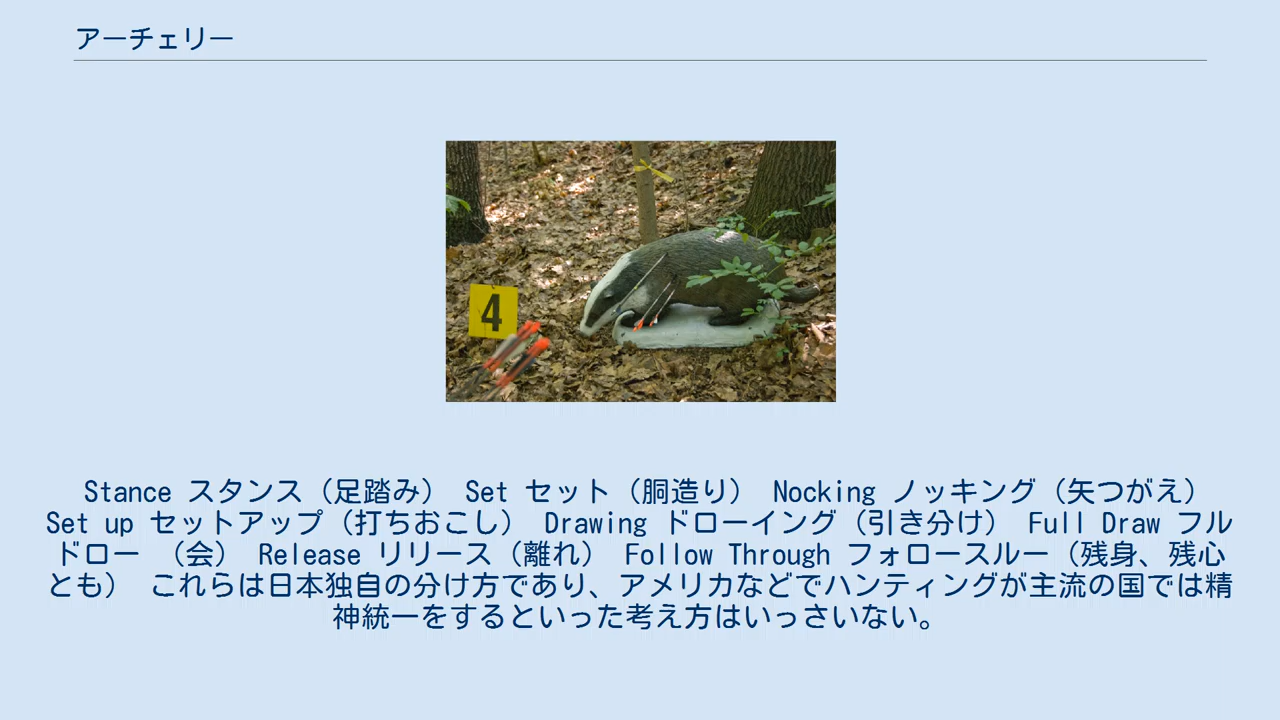 アーチェリー
4
Stance スタンス（足踏み） Set セット（胴造り） Nocking ノッキング（矢つがえ）
Set up セットアップ（打ちおこし） Drawing ドローイング（引き分け） Full Draw フル
ドロー （会） Release リリース（離れ） Follow Through フォロースルー（残身、残心
とも） これらは日本独自の分け方であり、アメリカなどでハンティングが主流の国では精
神統一をするといった考え方はいっさいない。